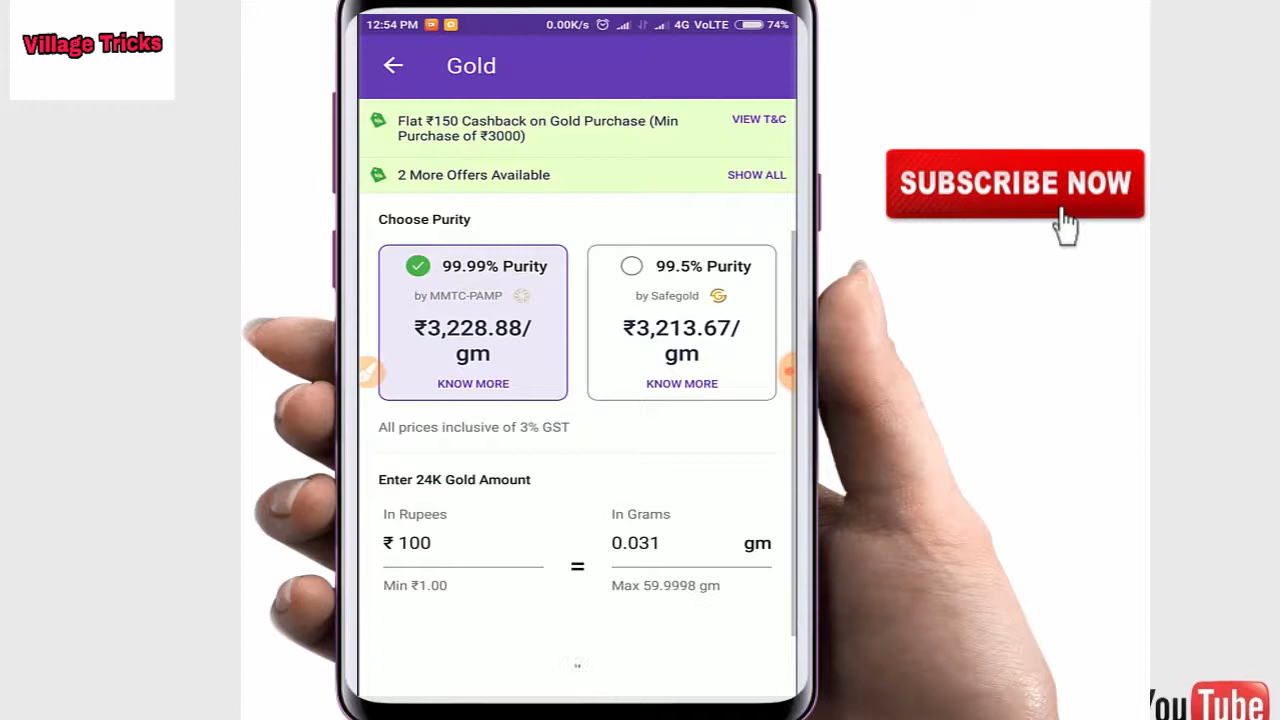 Village Tricks
12:54 PM 0.00K/s 4G VoLTE 74%
Gold
Flat ₹150 Cashback on Gold Purchase (Min
Purchase of ₹3000)
VIEW T&C
2 More Offers Available
SHOW ALL
Choose Purity
99.99% Purity
by MMTC-PAMP
₹3,228.88/
gm
KNOW MORE
99.5% Purity
by Safegold
₹3,213.67/
gm
KNOW MORE
All prices inclusive of 3% GST
Enter 24K Gold Amount
In Rupees
₹ 100
Min ₹1.00
=
In Grams
0.031 gm
Max 59.9998 gm
SUBSCRIBE NOW
You Tube